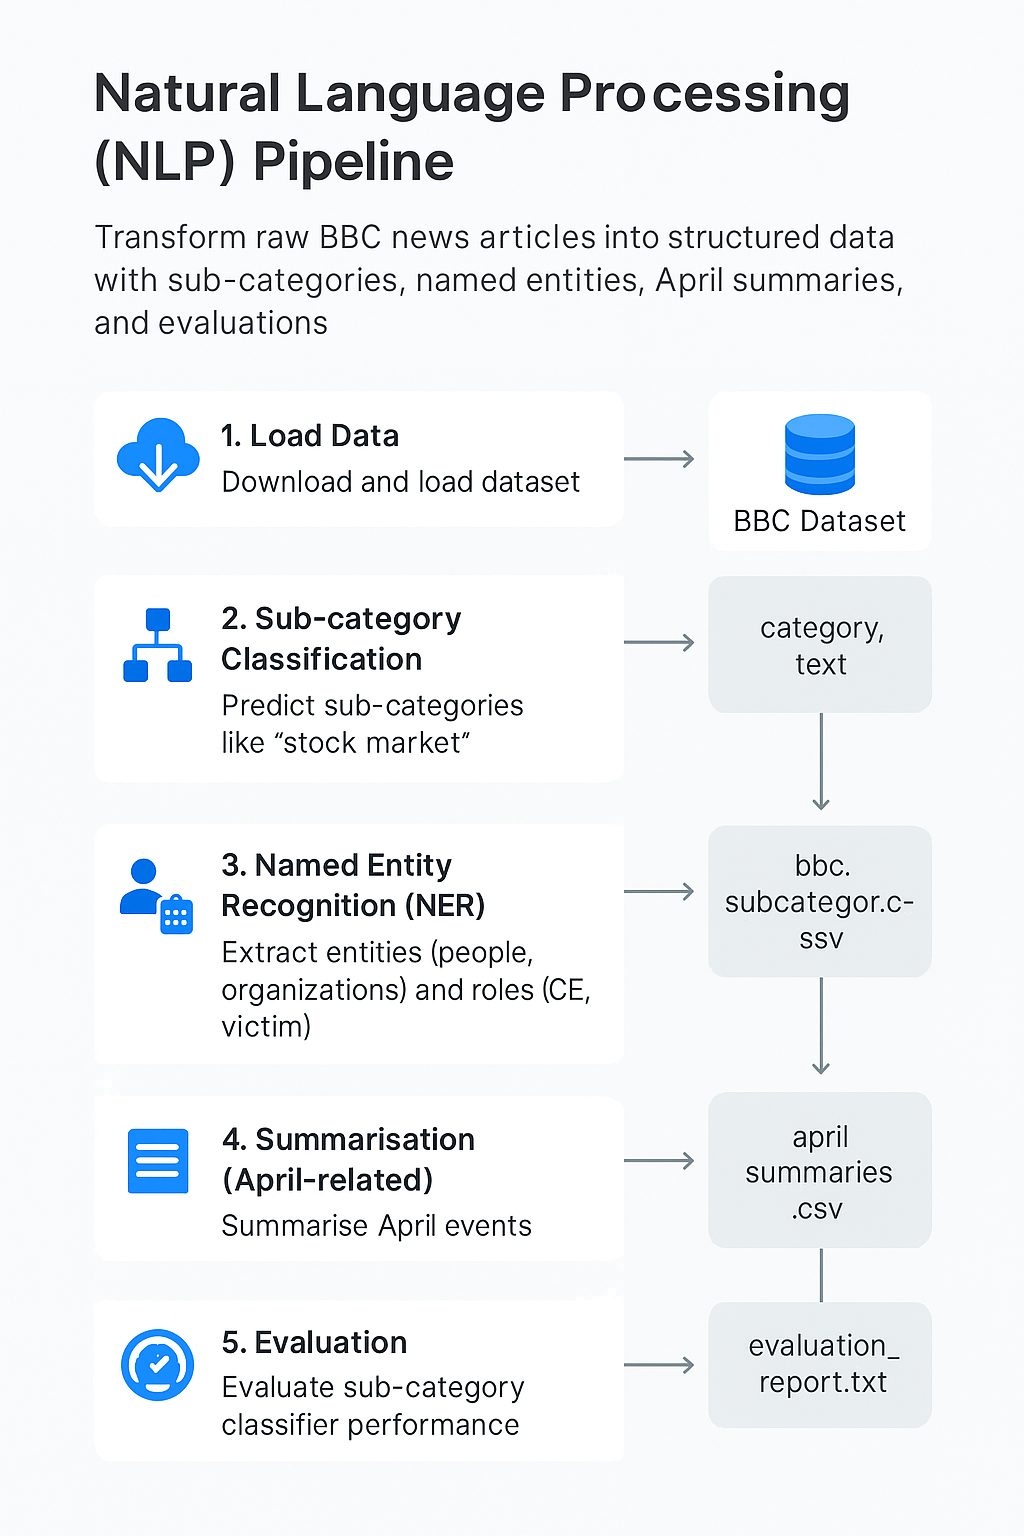 Natural Language Processing
(NLP) Pipeline
Transform raw BBC news articles into structured data
with sub-categories, named entities, April summaries,
and evaluations
1. Load Data
Download and load dataset
BBC Dataset
2. Sub-category
Classification
Predict sub-categories
like “stock market”
category,
text
3. Named Entity
Recognition (NER)
Extract entities (people,
organizations) and roles (CE,
victim)
bbc.
subcategor.c-
ssv
4. Summarisation
(April-related)
Summarise April events
april
summaries
.csv
5. Evaluation
Evaluate sub-category
classifier performance
evaluation_
report.txt